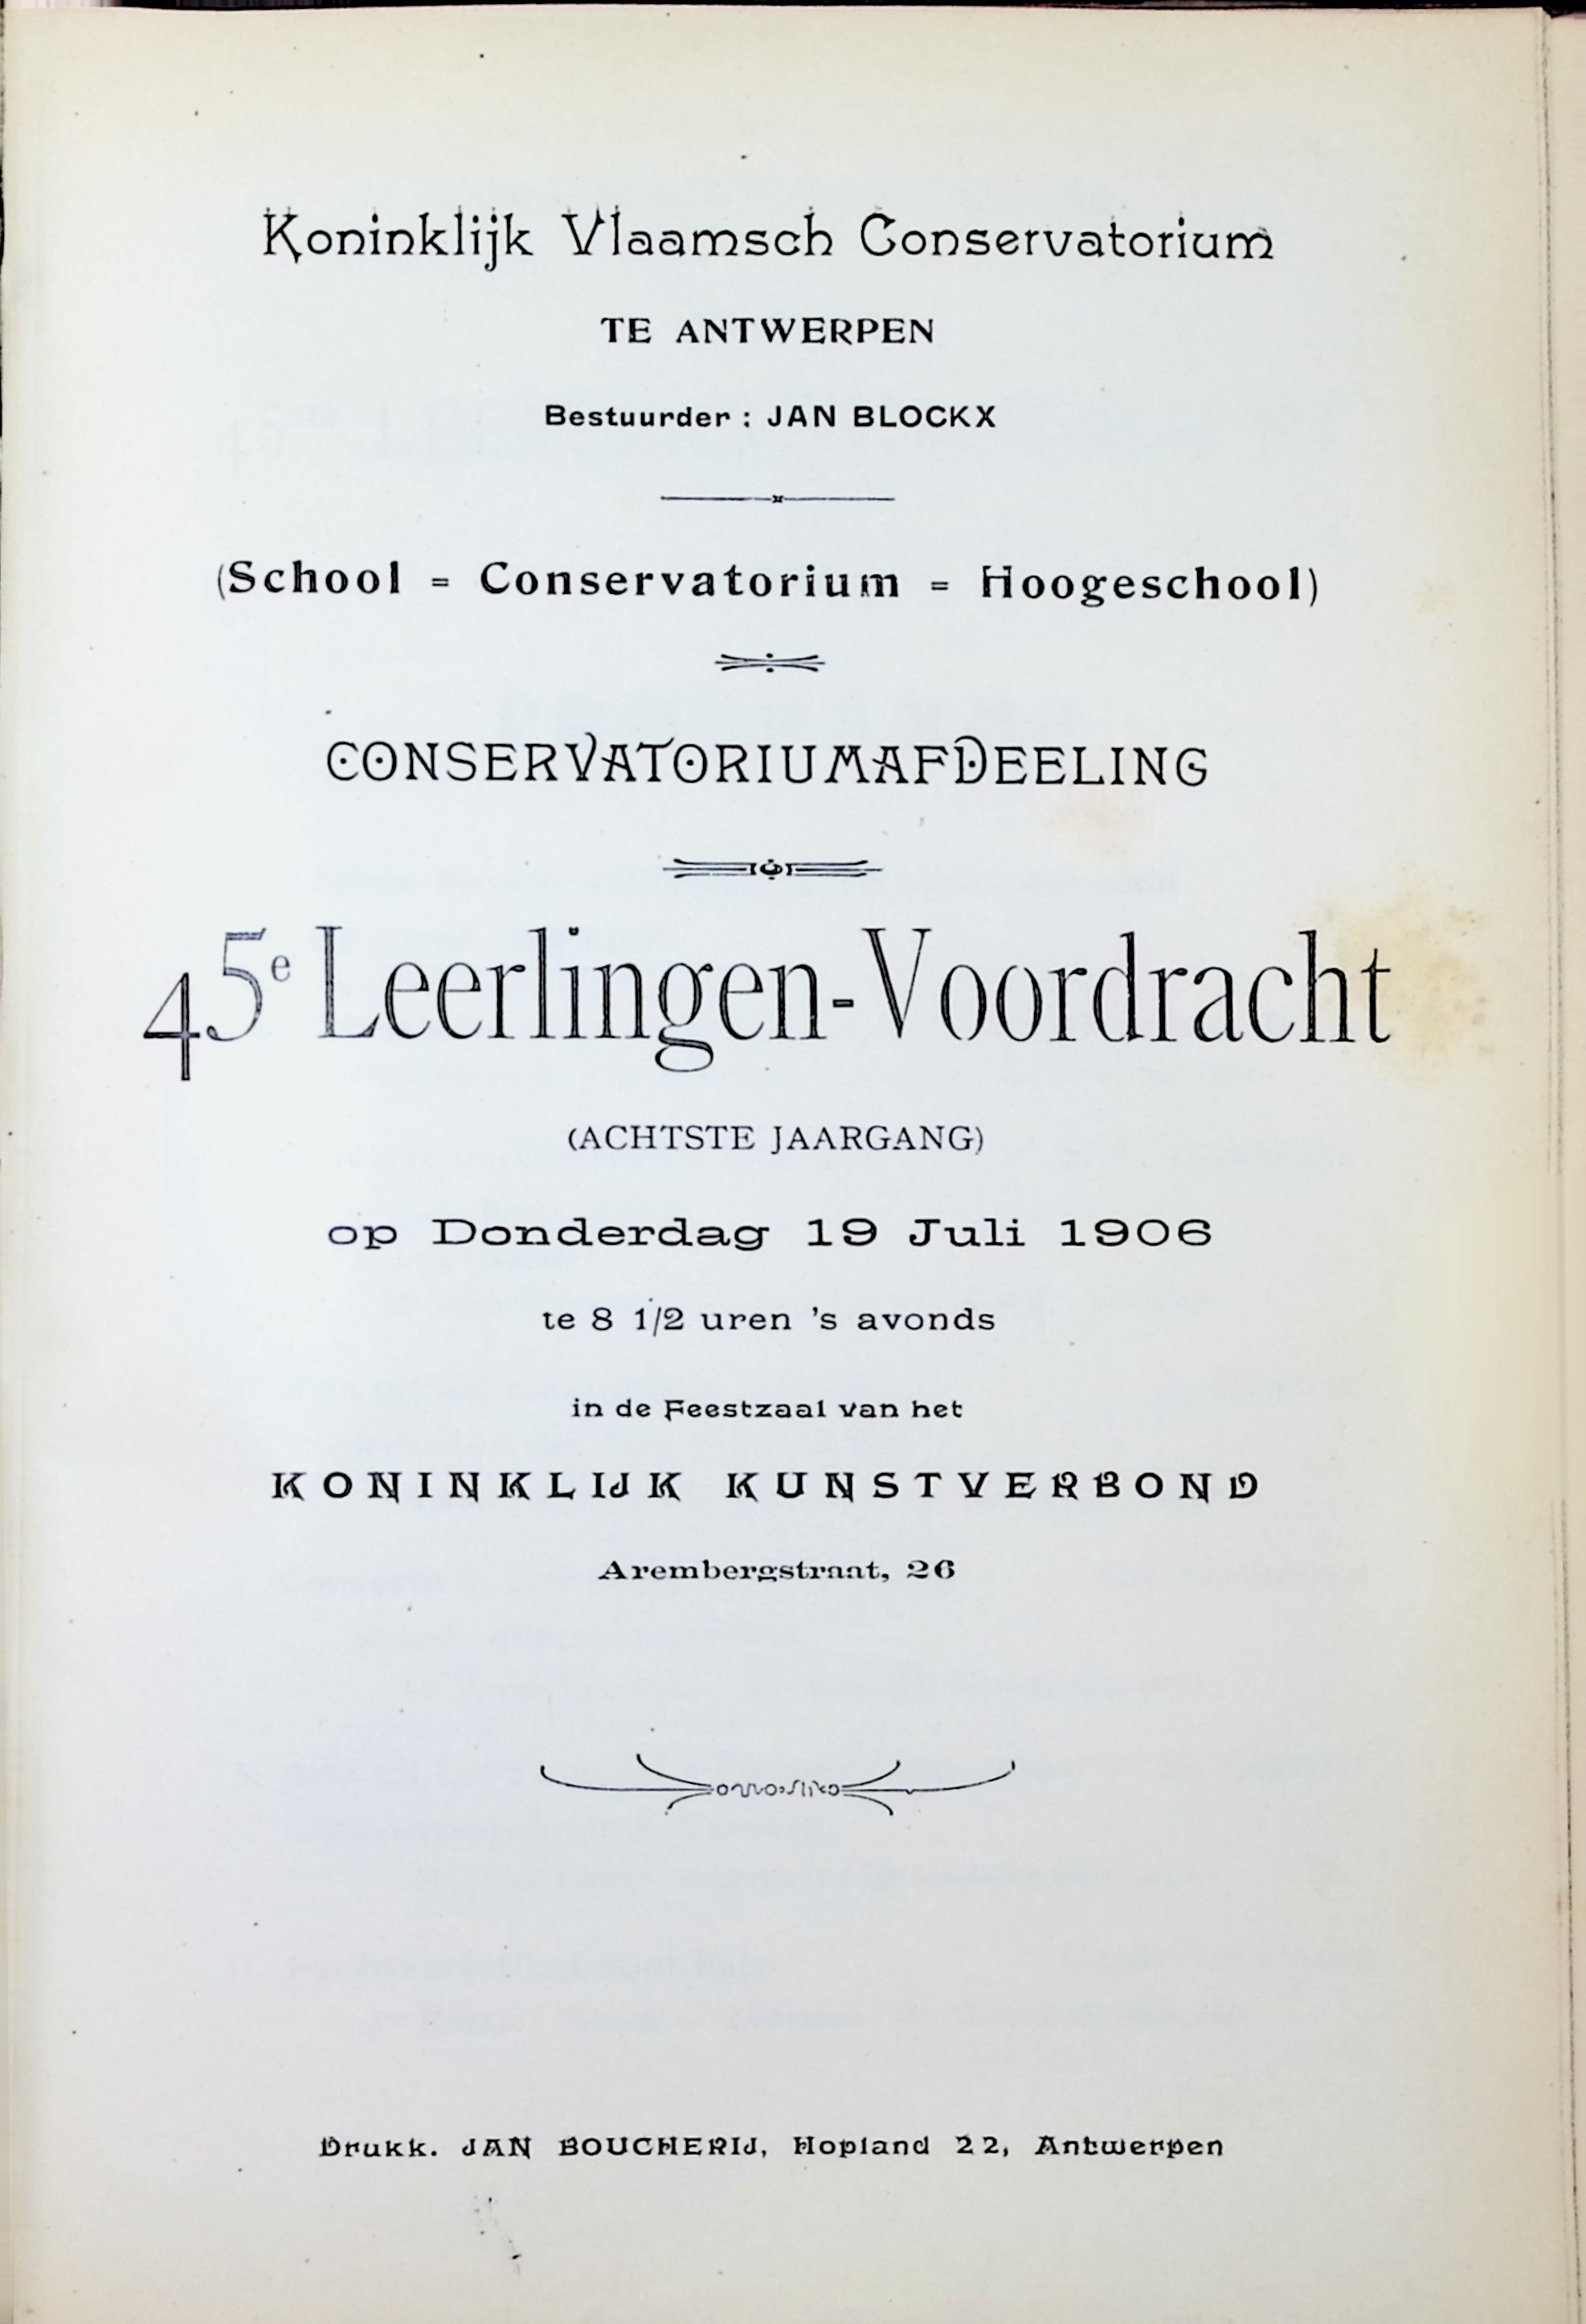 Koninklijk Vlaamsch Conservatorium
TE ANTWERPEN
Bestuurder : JAN BLOCKX
(School = Conservatorium = Hoogeschool)
CONSERVATORIUMAFDEELING
45e Leerlingen-Voordracht
(ACHTSTE JAARGANG)
op Donderdag 19 Juli 1906
te 8 1/2 uren 's avonds
in de Feestzaal van het
KONINKLIJK KUNSTVERBOND
Arembergstraat, 26
Drukk. JAN BOUCHERIJ, Hopland 22, Antwerpen